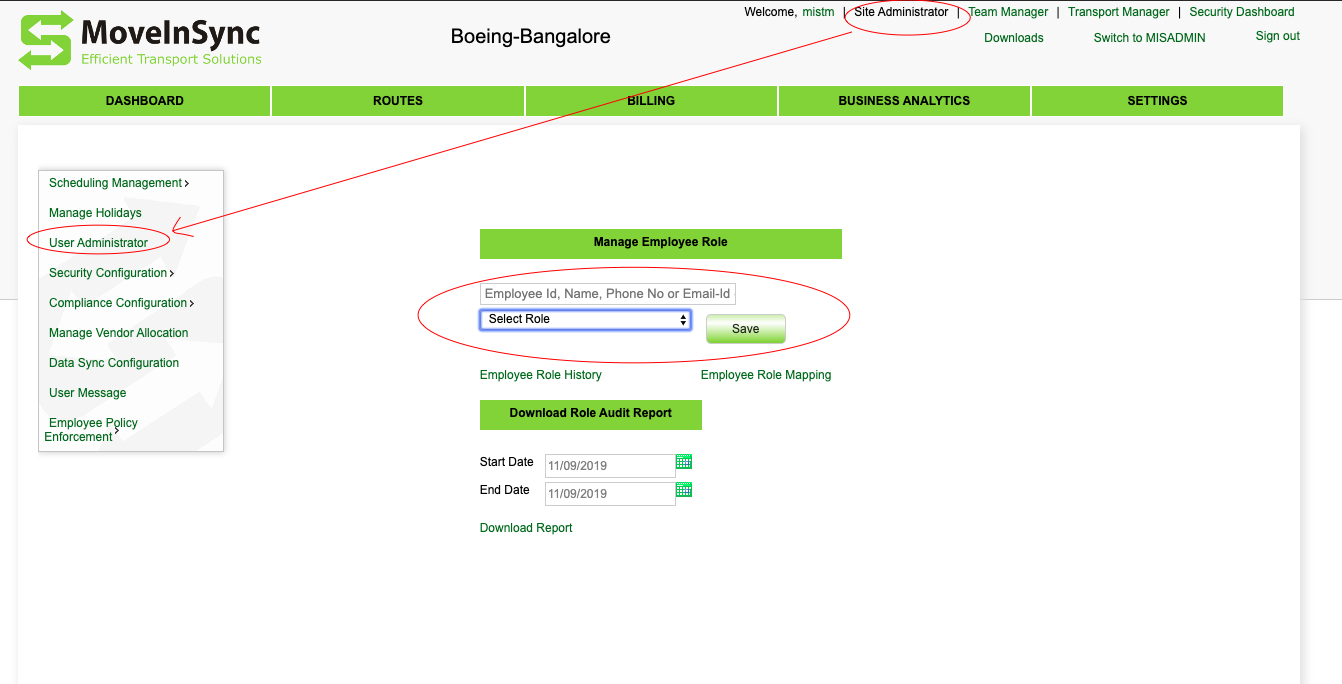 MoveInSync
Efficient Transport Solutions
Boeing-Bangalore
Welcome, mistm | Site Administrator | Team Manager | Transport Manager | Security Dashboard
Downloads Switch to MISADMIN Sign out
DASHBOARD ROUTES BILLING BUSINESS ANALYTICS SETTINGS
Scheduling Management ›
Manage Holidays
User Administrator
Security Configuration ›
Compliance Configuration ›
Manage Vendor Allocation
Data Sync Configuration
User Message
Employee Policy
Enforcement ›
Manage Employee Role
Employee Id, Name, Phone No or Email-Id
Select Role
Save
Employee Role History Employee Role Mapping
Download Role Audit Report
Start Date 11/09/2019
End Date 11/09/2019
Download Report